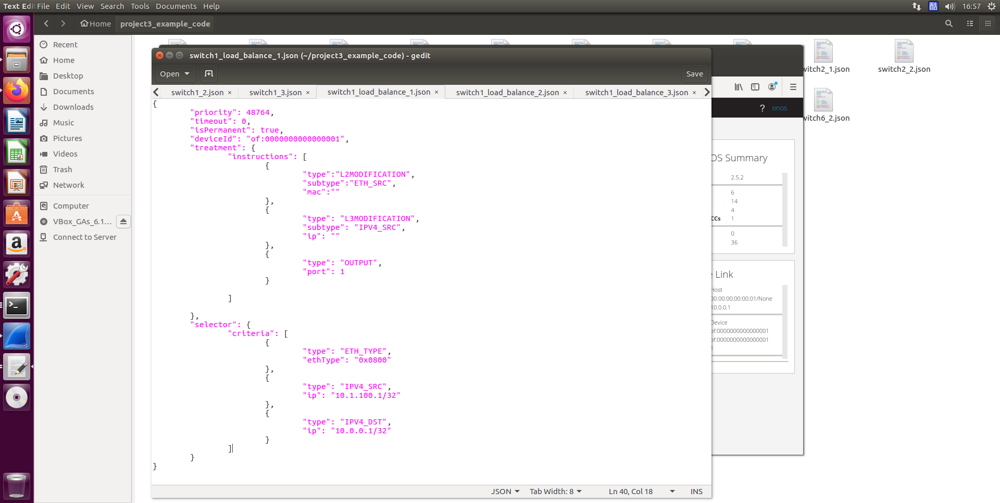 Text Edit File Edit View Search Tools Documents Help
酷 16:57
Home project3_example_code
Recent
Home
Desktop
Documents
Downloads
Music
Pictures
Videos
Trash
Network
Computer
VBox_GAs_6.1...
Connect to Server
switch1_load_balance_1.json (~/project3_example_code) - gedit
Open Save
switch1_2.json × switch1_3.json × switch1_load_balance_1.json × switch1_load_balance_2.json × switch1_load_balance_3.json ×
{
"priority": 48764,
"timeout": 0,
"isPermanent": true,
"deviceId": "of:0000000000000001",
"treatment": {
"instructions": [
{
"type":"L2MODIFICATION",
"subtype":"ETH_SRC",
"mac":""
},
{
"type": "L3MODIFICATION",
"subtype": "IPV4_SRC",
"ip": ""
},
{
"type": "OUTPUT",
"port": 1
}
]
},
"selector": {
"criteria": [
{
"type": "ETH_TYPE",
"ethType": "0x0800"
},
{
"type": "IPV4_SRC",
"ip": "10.1.100.1/32"
},
{
"type": "IPV4_DST",
"ip": "10.0.0.1/32"
}
]
}
}
JSON Tab Width: 8 Ln 40, Col 18 INS
witch2_1.json switch2_2.json
witch6_2.json
? onos
OS Summary
2.5.2
6
14
4
CCs 1
0
36
e Link
Host
00:00:00:00:00:01/None
10.0.0.1
Device
of:0000000000000001
of:0000000000000001
1